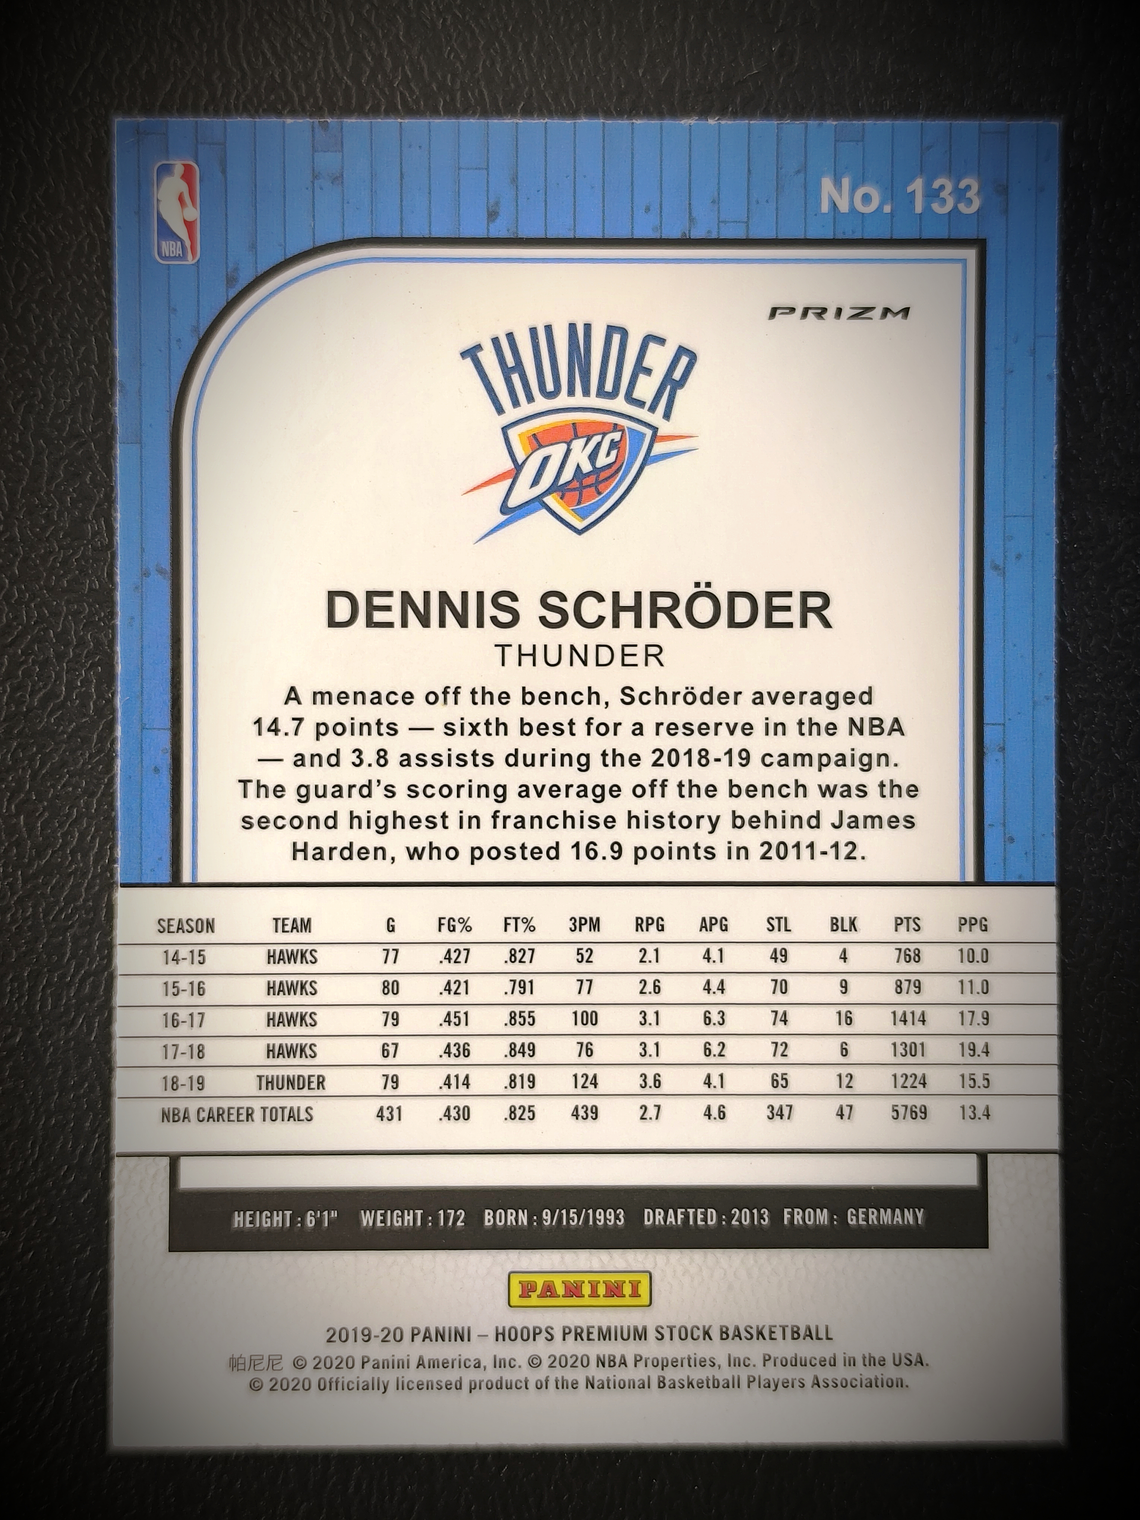 NBA
No. 133
PRIZM
THUNDER
OKC
DENNIS SCHRÖDER
THUNDER
A menace off the bench, Schröder averaged
14.7 points — sixth best for a reserve in the NBA
— and 3.8 assists during the 2018-19 campaign.
The guard’s scoring average off the bench was the
second highest in franchise history behind James
Harden, who posted 16.9 points in 2011-12.
SEASON TEAM G FG% FT% 3PM RPG APG STL BLK PTS PPG
14-15 HAWKS 77 .427 .827 52 2.1 4.1 49 4 768 10.0
15-16 HAWKS 80 .421 .791 77 2.6 4.4 70 9 879 11.0
16-17 HAWKS 79 .451 .855 100 3.1 6.3 74 16 1414 17.9
17-18 HAWKS 67 .436 .849 76 3.1 6.2 72 6 1301 19.4
18-19 THUNDER 79 .414 .819 124 3.6 4.1 65 12 1224 15.5
NBA CAREER TOTALS 431 .430 .825 439 2.7 4.6 347 47 5769 13.4
HEIGHT: 6'1" WEIGHT: 172 BORN: 9/15/1993 DRAFTED: 2013 FROM: GERMANY
PANINI
2019-20 PANINI – HOOPS PREMIUM STOCK BASKETBALL
帕尼尼 © 2020 Panini America, Inc. © 2020 NBA Properties, Inc. Produced in the USA.
© 2020 Officially licensed product of the National Basketball Players Association.